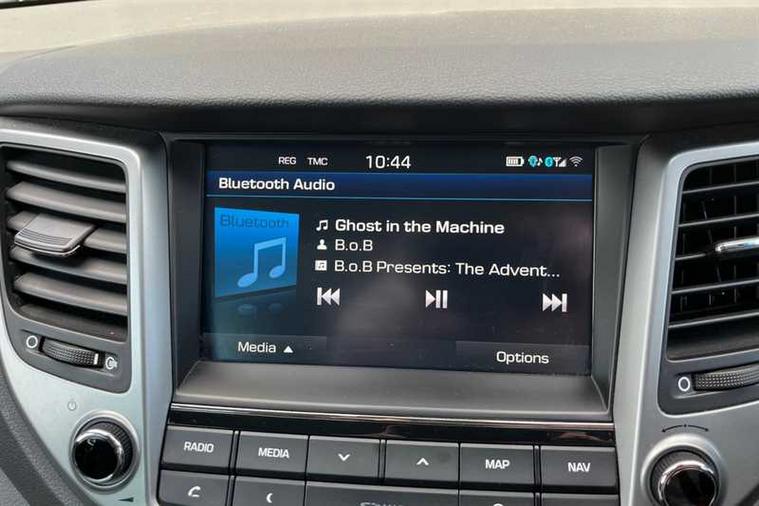 REG TMC 10:44
Bluetooth Audio
Bluetooth
Ghost in the Machine
B.o.B
B.o.B Presents: The Advent...
Media
Options
RADIO MEDIA MAP NAV